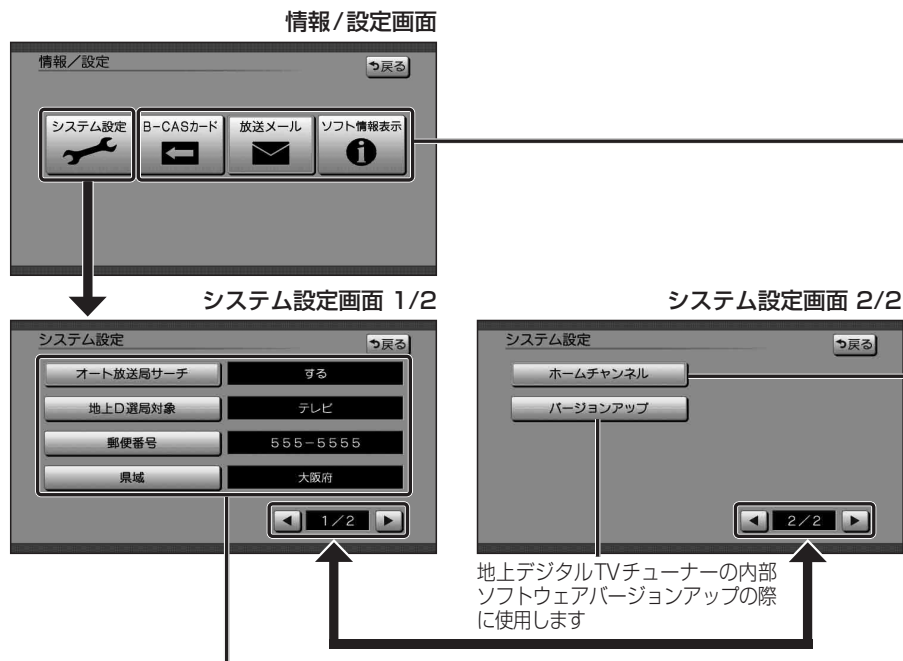 情報/設定画面
情報／設定
戻る
システム設定
B-CASカード
放送メール
ソフト情報表示
システム設定画面 1/2
システム設定
戻る
オート放送局サーチ
する
地上D選局対象
テレビ
郵便番号
555-5555
県域
大阪府
1／2
システム設定画面 2/2
システム設定
戻る
ホームチャンネル
バージョンアップ
2／2
地上デジタルTVチューナーの内部
ソフトウェアバージョンアップの際
に使用します